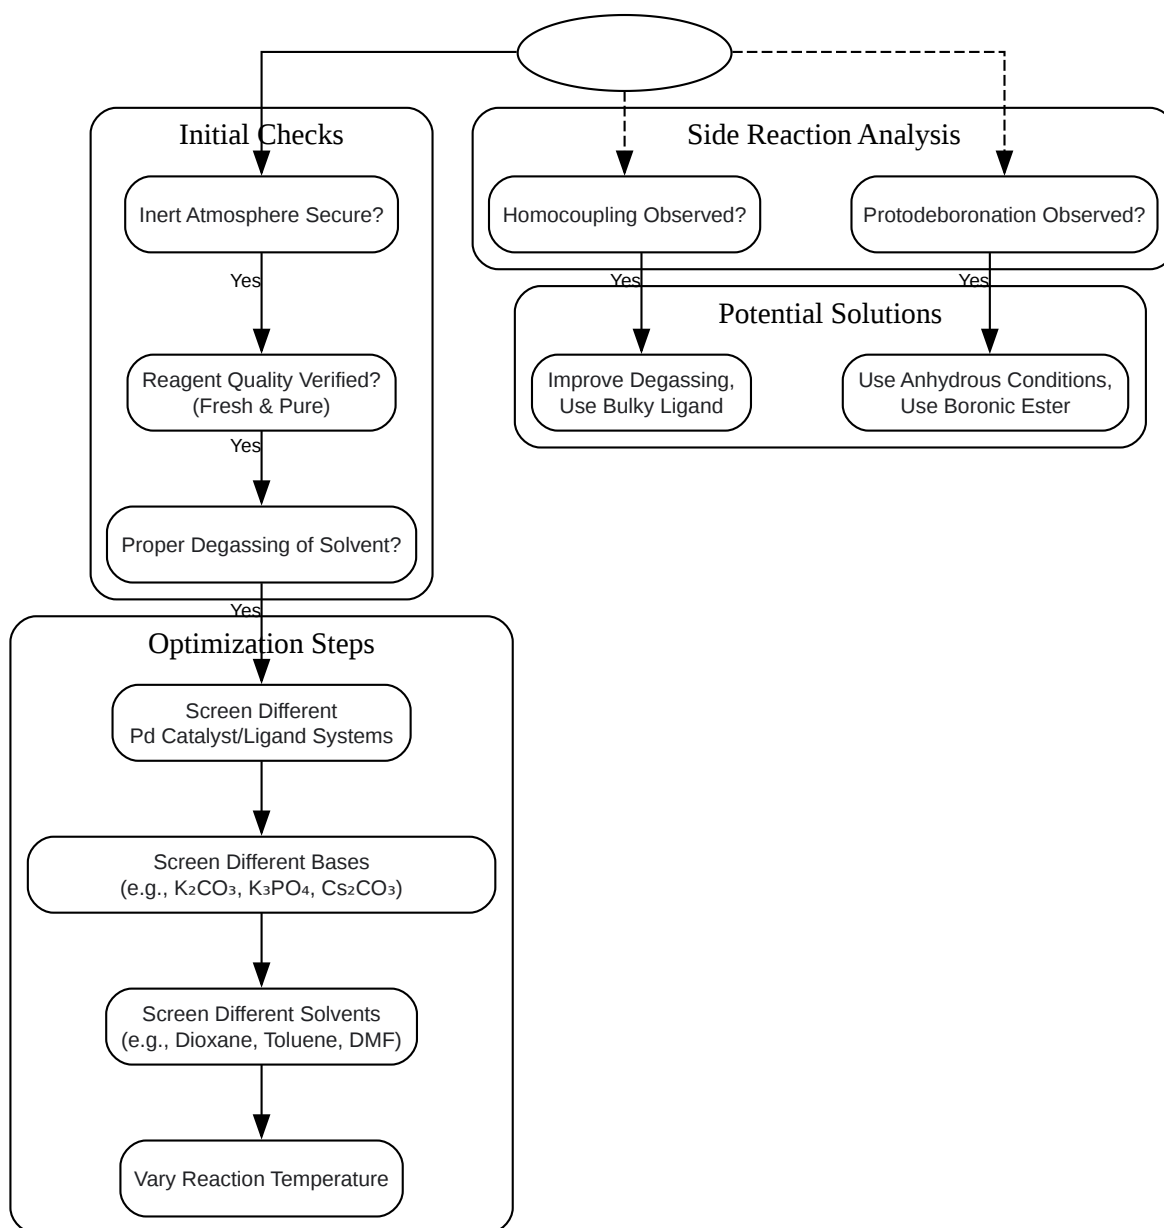 Initial Checks
Inert Atmosphere Secure?
Yes
Reagent Quality Verified?
(Fresh & Pure)
Yes
Proper Degassing of Solvent?
Yes
Optimization Steps
Screen Different
Pd Catalyst/Ligand Systems
Screen Different Bases
(e.g., K₂CO₃, K₃PO₄, Cs₂CO₃)
Screen Different Solvents
(e.g., Dioxane, Toluene, DMF)
Vary Reaction Temperature
Side Reaction Analysis
Homocoupling Observed?
Protodeboronation Observed?
Yes
Yes
Potential Solutions
Improve Degassing,
Use Bulky Ligand
Use Anhydrous Conditions,
Use Boronic Ester